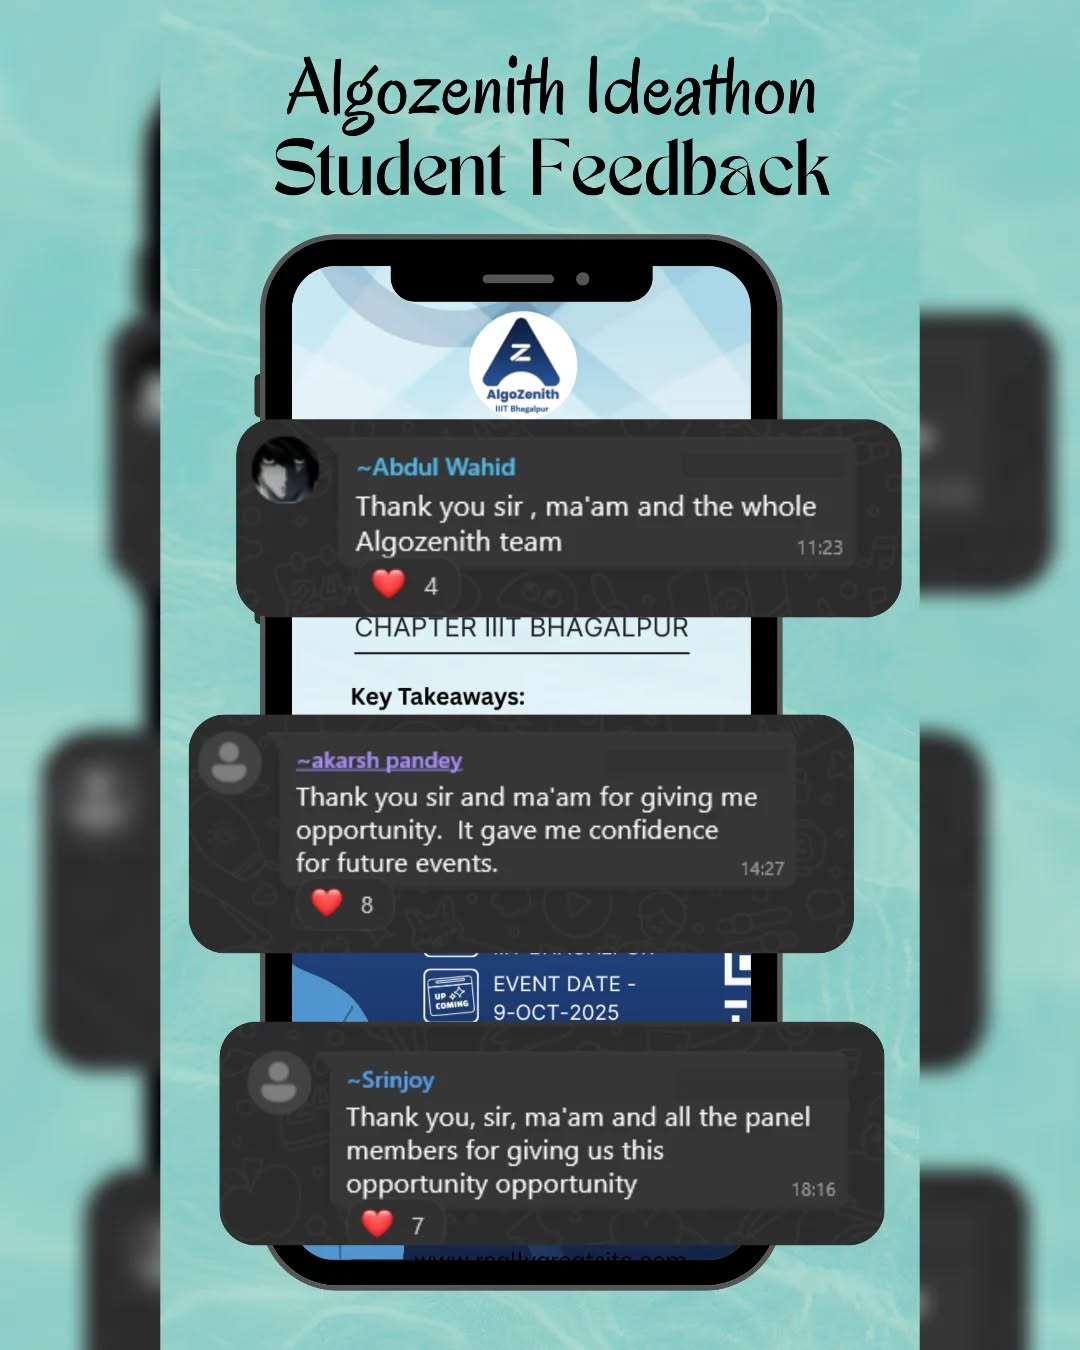 Algozenith Ideathon
Student Feedback
Z
AlgoZenith
IIIT Bhagalpur
~Abdul Wahid
Thank you sir , ma'am and the whole
Algozenith team
11:23
❤️ 4
CHAPTER IIIT BHAGALPUR
Key Takeaways:
~akarsh pandey
Thank you sir and ma'am for giving me
opportunity.  It gave me confidence
for future events.
14:27
❤️ 8
UP
COMING
EVENT DATE -
9-OCT-2025
~Srinjoy
Thank you, sir, ma'am and all the panel
members for giving us this
opportunity opportunity
18:16
❤️ 7
www.reallygreatsite.com